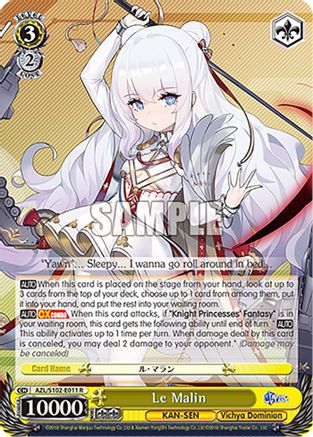 3
2
SAMPLE
"Yawn"... Sleepy... I wanna go roll around in bed...
AUTO When this card is placed on the stage from your hand, look at up to
3 cards from the top of your deck, choose up to 1 card from among them, put
it into your hand, and put the rest into your waiting room.
AUTO CX COMBO When this card attacks, if "Knight Princesses' Fantasy" is in
your waiting room, this card gets the following ability until end of turn. "
This ability activates up to 1 time per turn. When damage dealt by this card is
canceled, you may deal 2 damage to your opponent." (Damage may
be canceled)
Card Name
ル・マラン
CH AZL/S102-E011 R
Le Malin
10000
KAN-SEN
Vichya Dominion